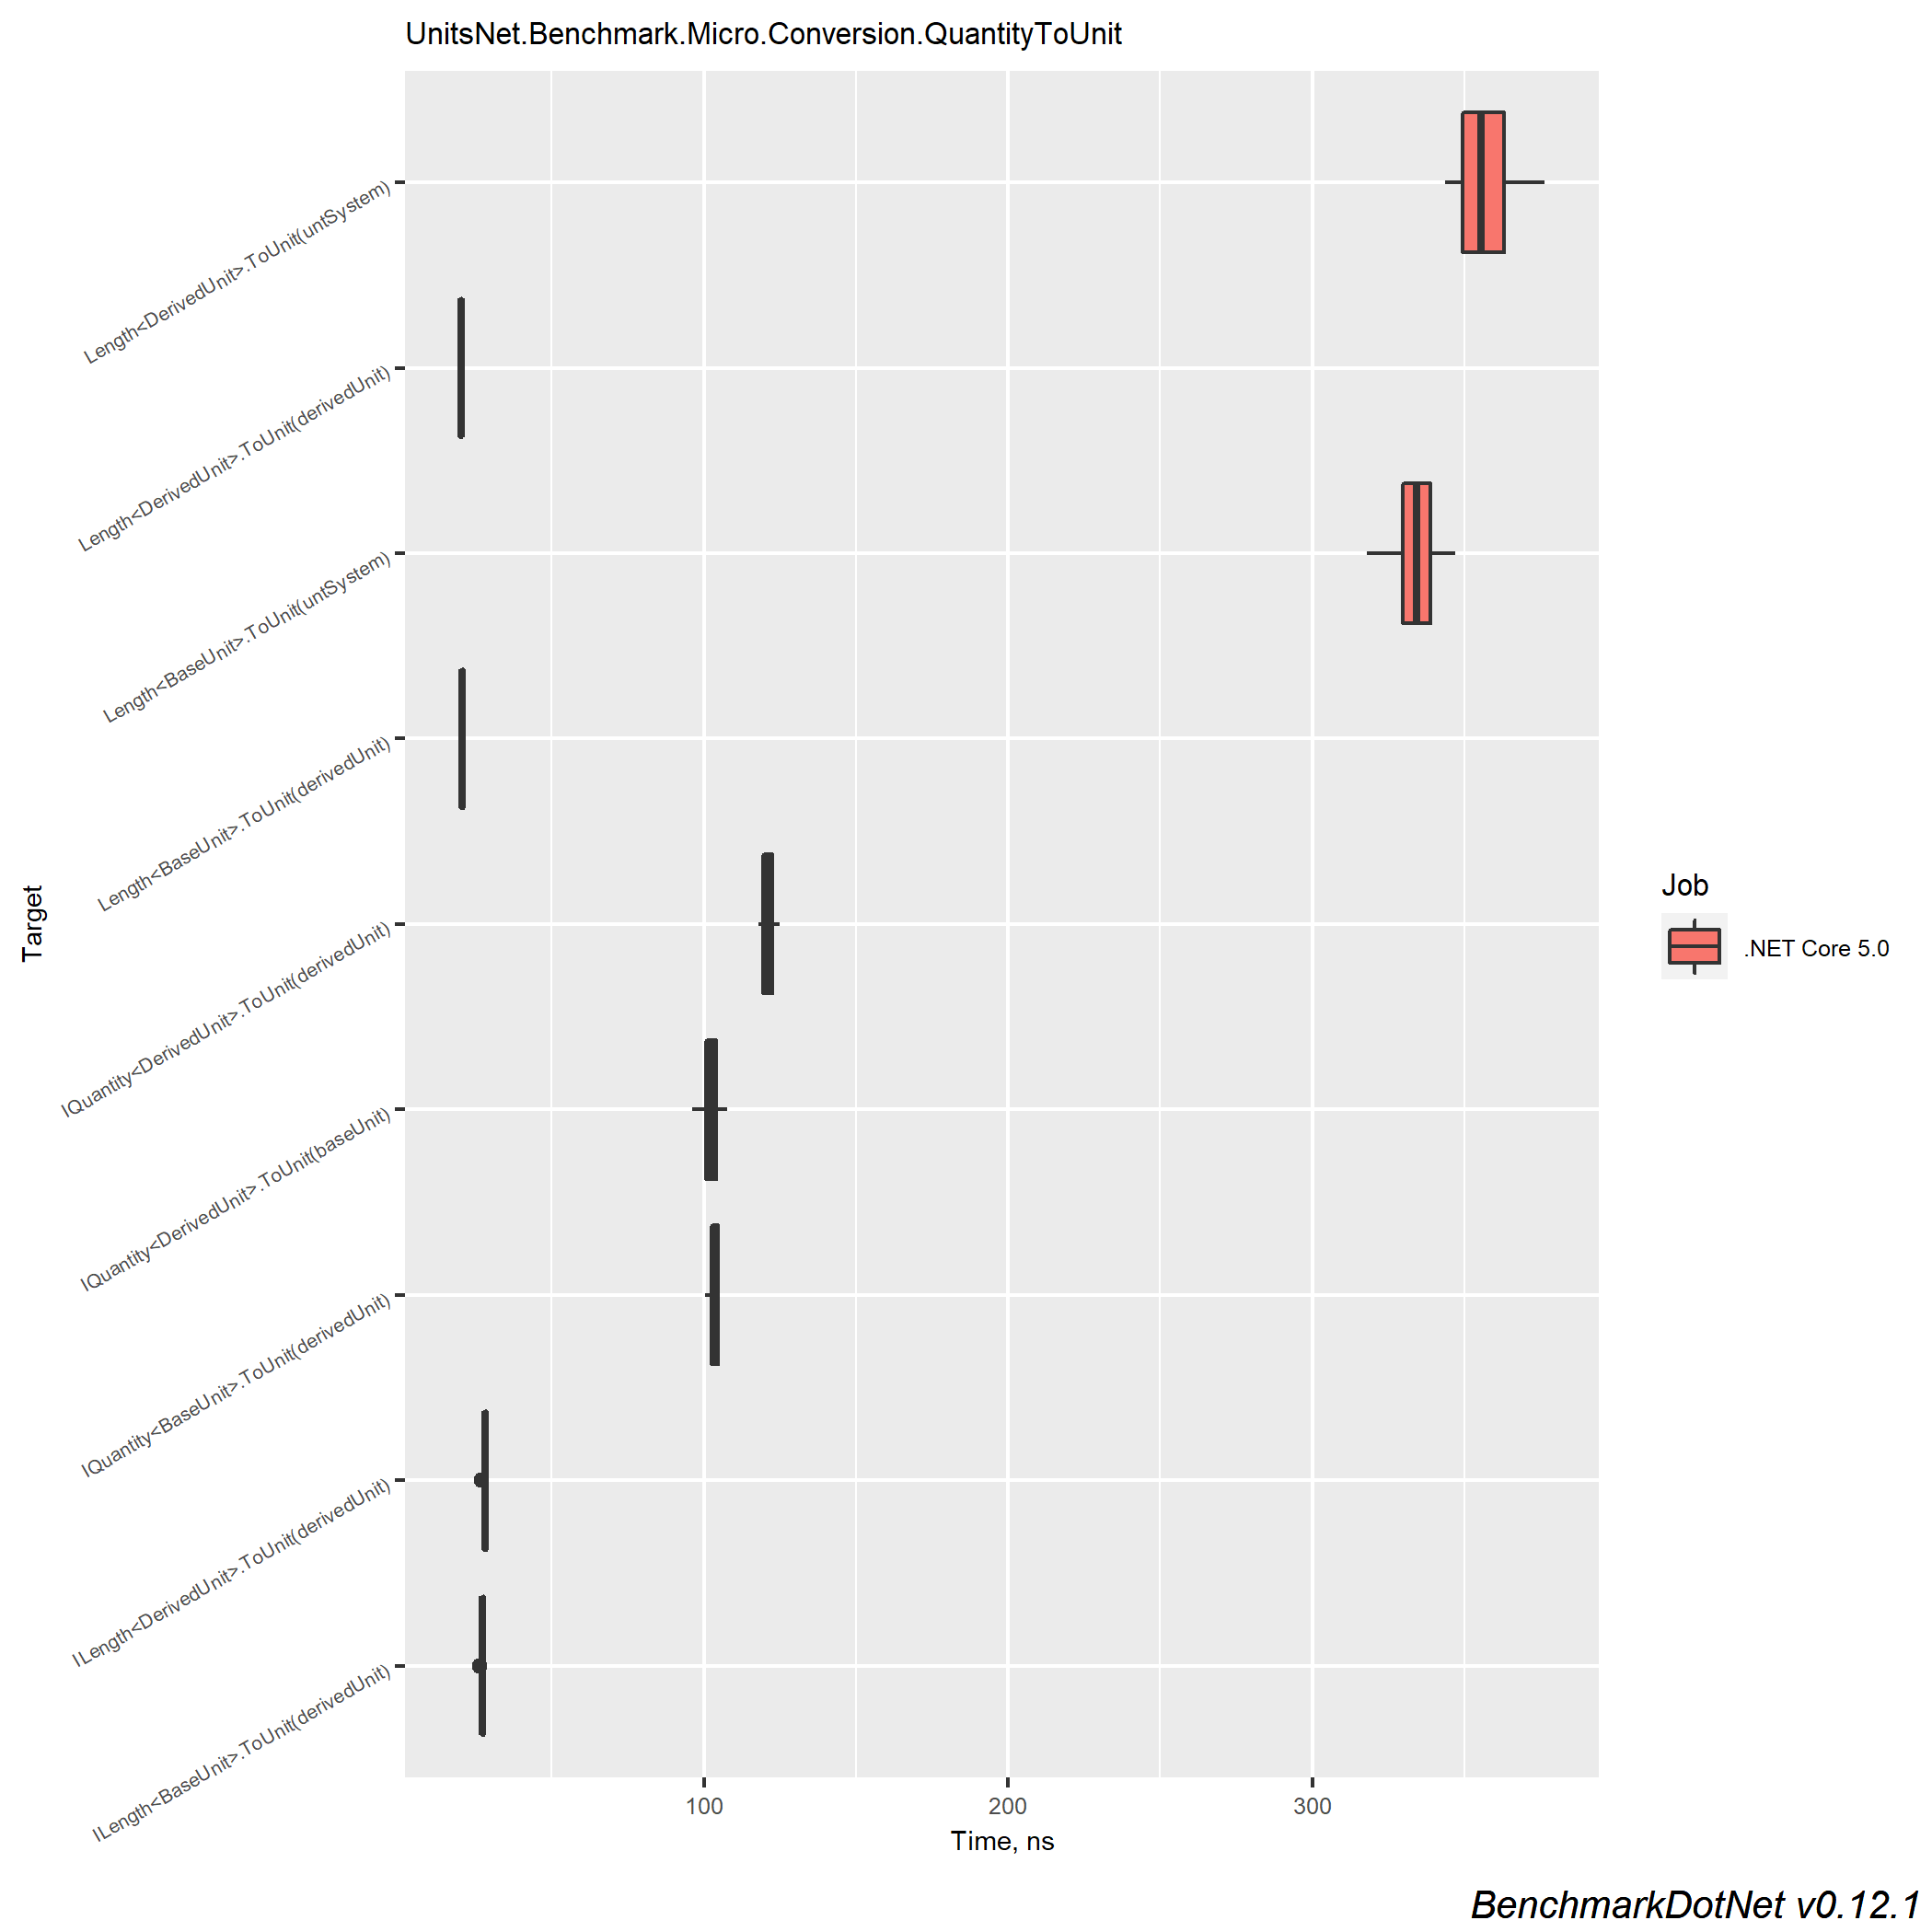 UnitsNet.Benchmark.Micro.Conversion.QuantityToUnit
Length<DerivedUnit>.ToUnit(untSystem)
Length<DerivedUnit>.ToUnit(derivedUnit)
Length<BaseUnit>.ToUnit(untSystem)
Length<BaseUnit>.ToUnit(derivedUnit)
IQuantity<DerivedUnit>.ToUnit(derivedUnit)
IQuantity<DerivedUnit>.ToUnit(baseUnit)
IQuantity<BaseUnit>.ToUnit(derivedUnit)
ILength<DerivedUnit>.ToUnit(derivedUnit)
ILength<BaseUnit>.ToUnit(derivedUnit)
Target
100 200 300
Time, ns
Job
.NET Core 5.0
BenchmarkDotNet v0.12.1